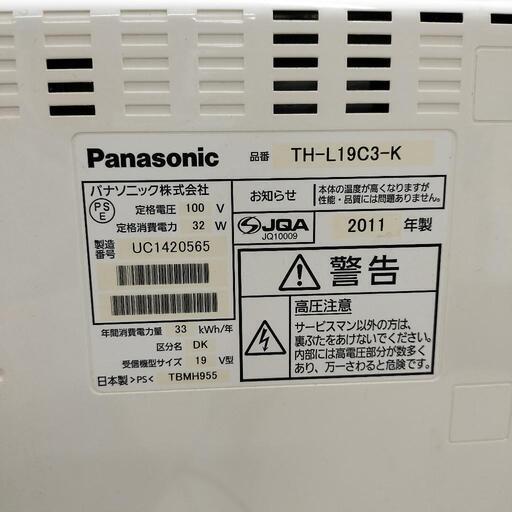 Panasonic 品番 TH-L19C3-K
パナソニック株式会社
PS E
定格電圧 100 V
定格消費電力 32 W
製造番号 UC1420565
お知らせ
本体の温度が高くなりますが
性能・品質には問題ありません。
JQA
JQ10009
2011 年製
警告
高圧注意
サービスマン以外の方は、
裏ぶたをあけないでください。
内部には高電圧部分が数多く
あり、万一さわると危険です。
年間消費電力量 33 kWh/年
区分名 DK
受信機型サイズ 19 V型
日本製 >PS< TBMH955